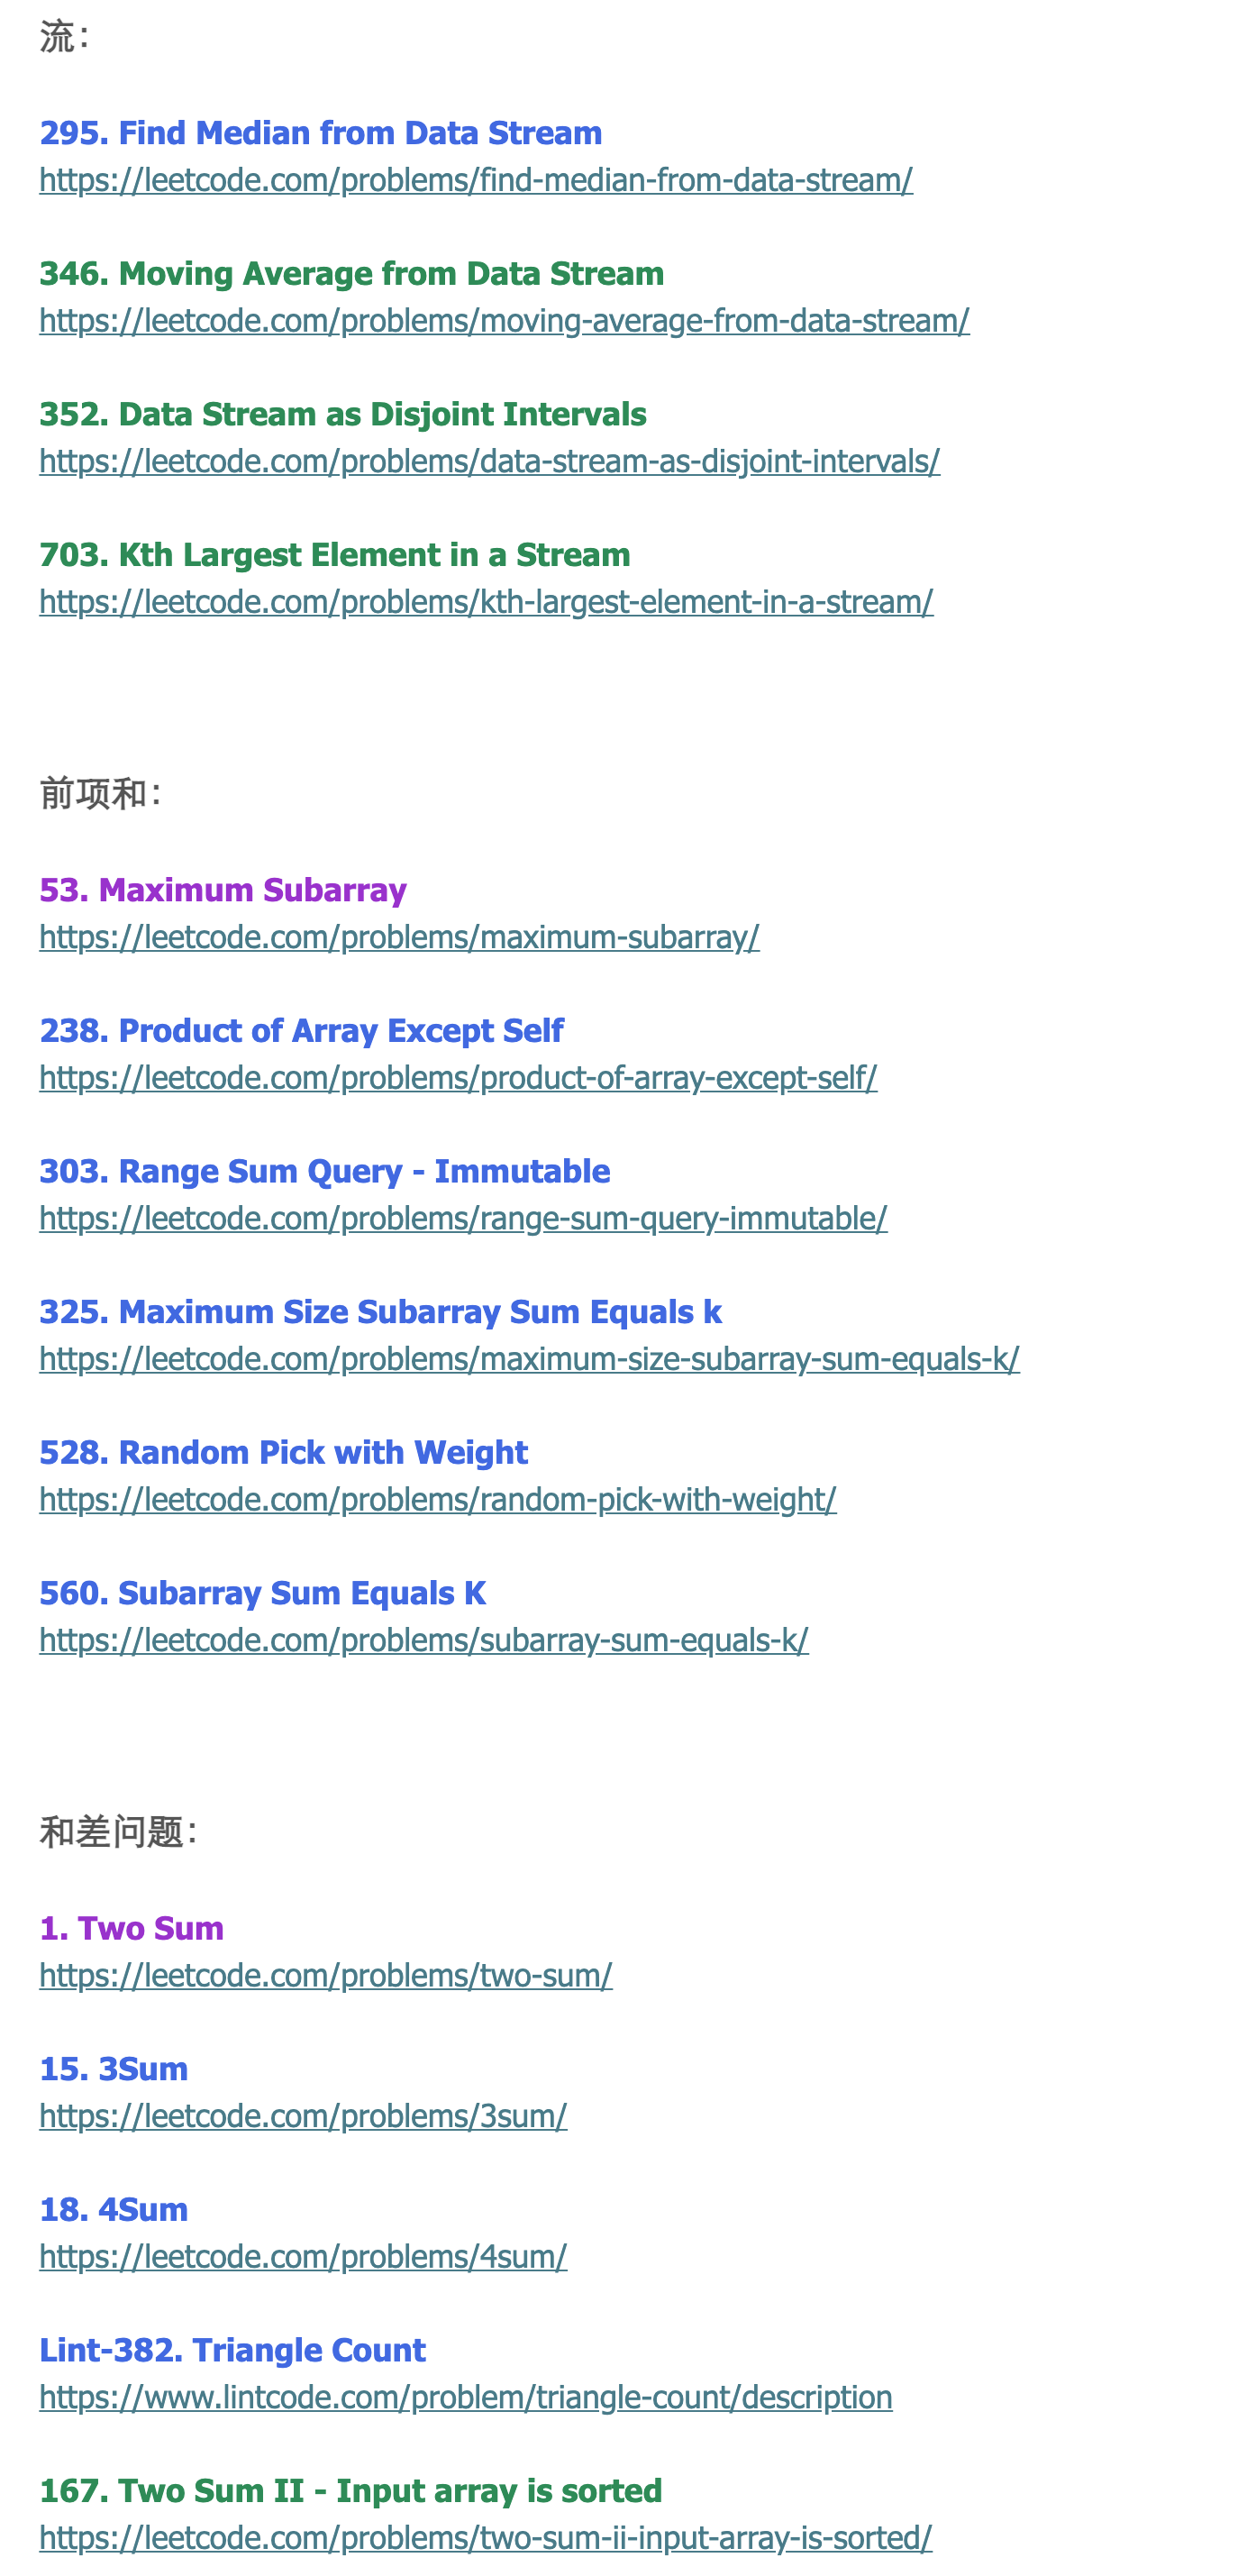 流：
295. Find Median from Data Stream
https://leetcode.com/problems/find-median-from-data-stream/
346. Moving Average from Data Stream
https://leetcode.com/problems/moving-average-from-data-stream/
352. Data Stream as Disjoint Intervals
https://leetcode.com/problems/data-stream-as-disjoint-intervals/
703. Kth Largest Element in a Stream
https://leetcode.com/problems/kth-largest-element-in-a-stream/
前项和：
53. Maximum Subarray
https://leetcode.com/problems/maximum-subarray/
238. Product of Array Except Self
https://leetcode.com/problems/product-of-array-except-self/
303. Range Sum Query - Immutable
https://leetcode.com/problems/range-sum-query-immutable/
325. Maximum Size Subarray Sum Equals k
https://leetcode.com/problems/maximum-size-subarray-sum-equals-k/
528. Random Pick with Weight
https://leetcode.com/problems/random-pick-with-weight/
560. Subarray Sum Equals K
https://leetcode.com/problems/subarray-sum-equals-k/
和差问题：
1. Two Sum
https://leetcode.com/problems/two-sum/
15. 3Sum
https://leetcode.com/problems/3sum/
18. 4Sum
https://leetcode.com/problems/4sum/
Lint-382. Triangle Count
https://www.lintcode.com/problem/triangle-count/description
167. Two Sum II - Input array is sorted
https://leetcode.com/problems/two-sum-ii-input-array-is-sorted/